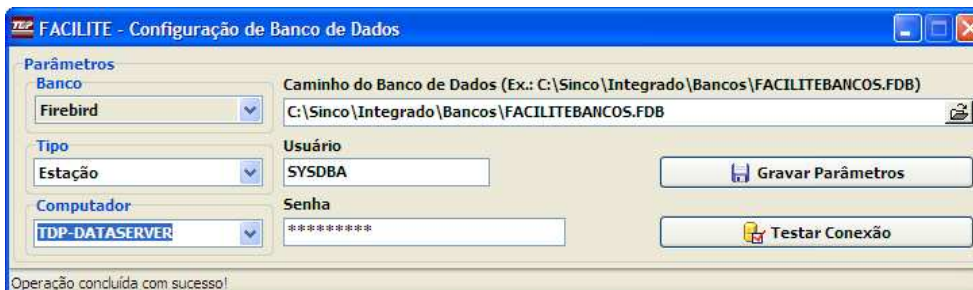 TDP FACILITE - Configuração de Banco de Dados
Parâmetros
Banco
Caminho do Banco de Dados (Ex.: C:\Sinco\Integrado\Bancos\FACILITEBANCOS.FDB)
Firebird
C:\Sinco\Integrado\Bancos\FACILITEBANCOS.FDB
Tipo
Usuário
Estação
SYSDBA
Gravar Parâmetros
Computador
Senha
TDP-DATASERVER
*********
Testar Conexão
Operação concluída com sucesso!